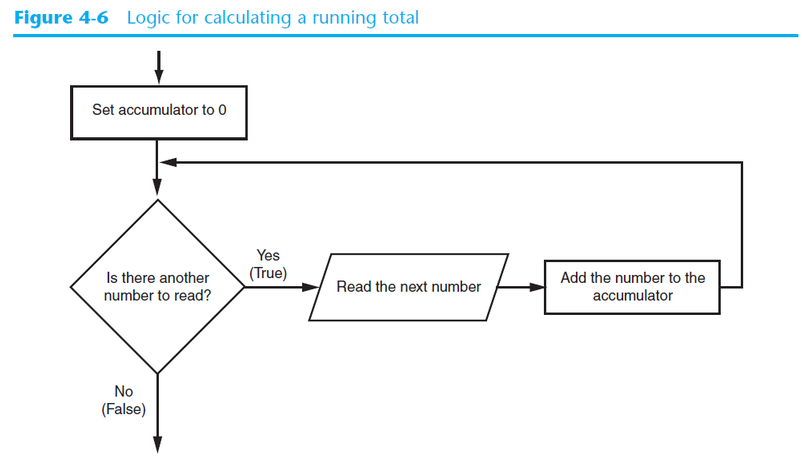 Figure 4-6 Logic for calculating a running total
Set accumulator to 0
Is there another
number to read?
Yes
(True)
Read the next number
Add the number to the
accumulator
No
(False)